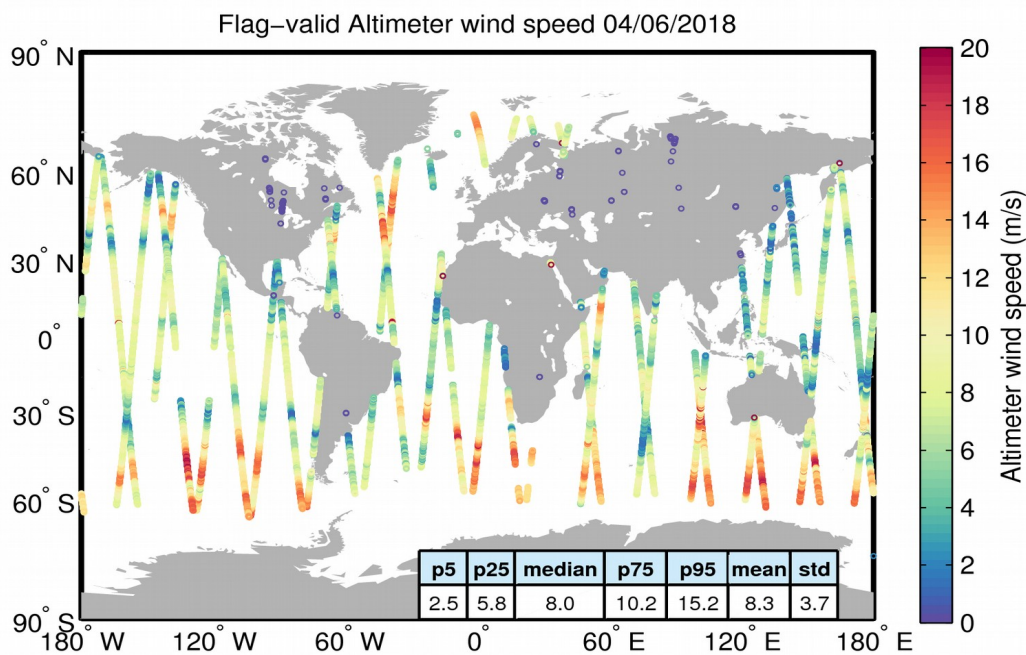 Flag−valid Altimeter wind speed 04/06/2018
90° N
60° N
30° N
0°
30° S
60° S
90° S
180° W
120° W
60° W
0°
60° E
120° E
180° E
p5 p25 median p75 p95 mean std
2.5 5.8 8.0 10.2 15.2 8.3 3.7
20
18
16
14
12
10
8
6
4
2
0
Altimeter wind speed (m/s)